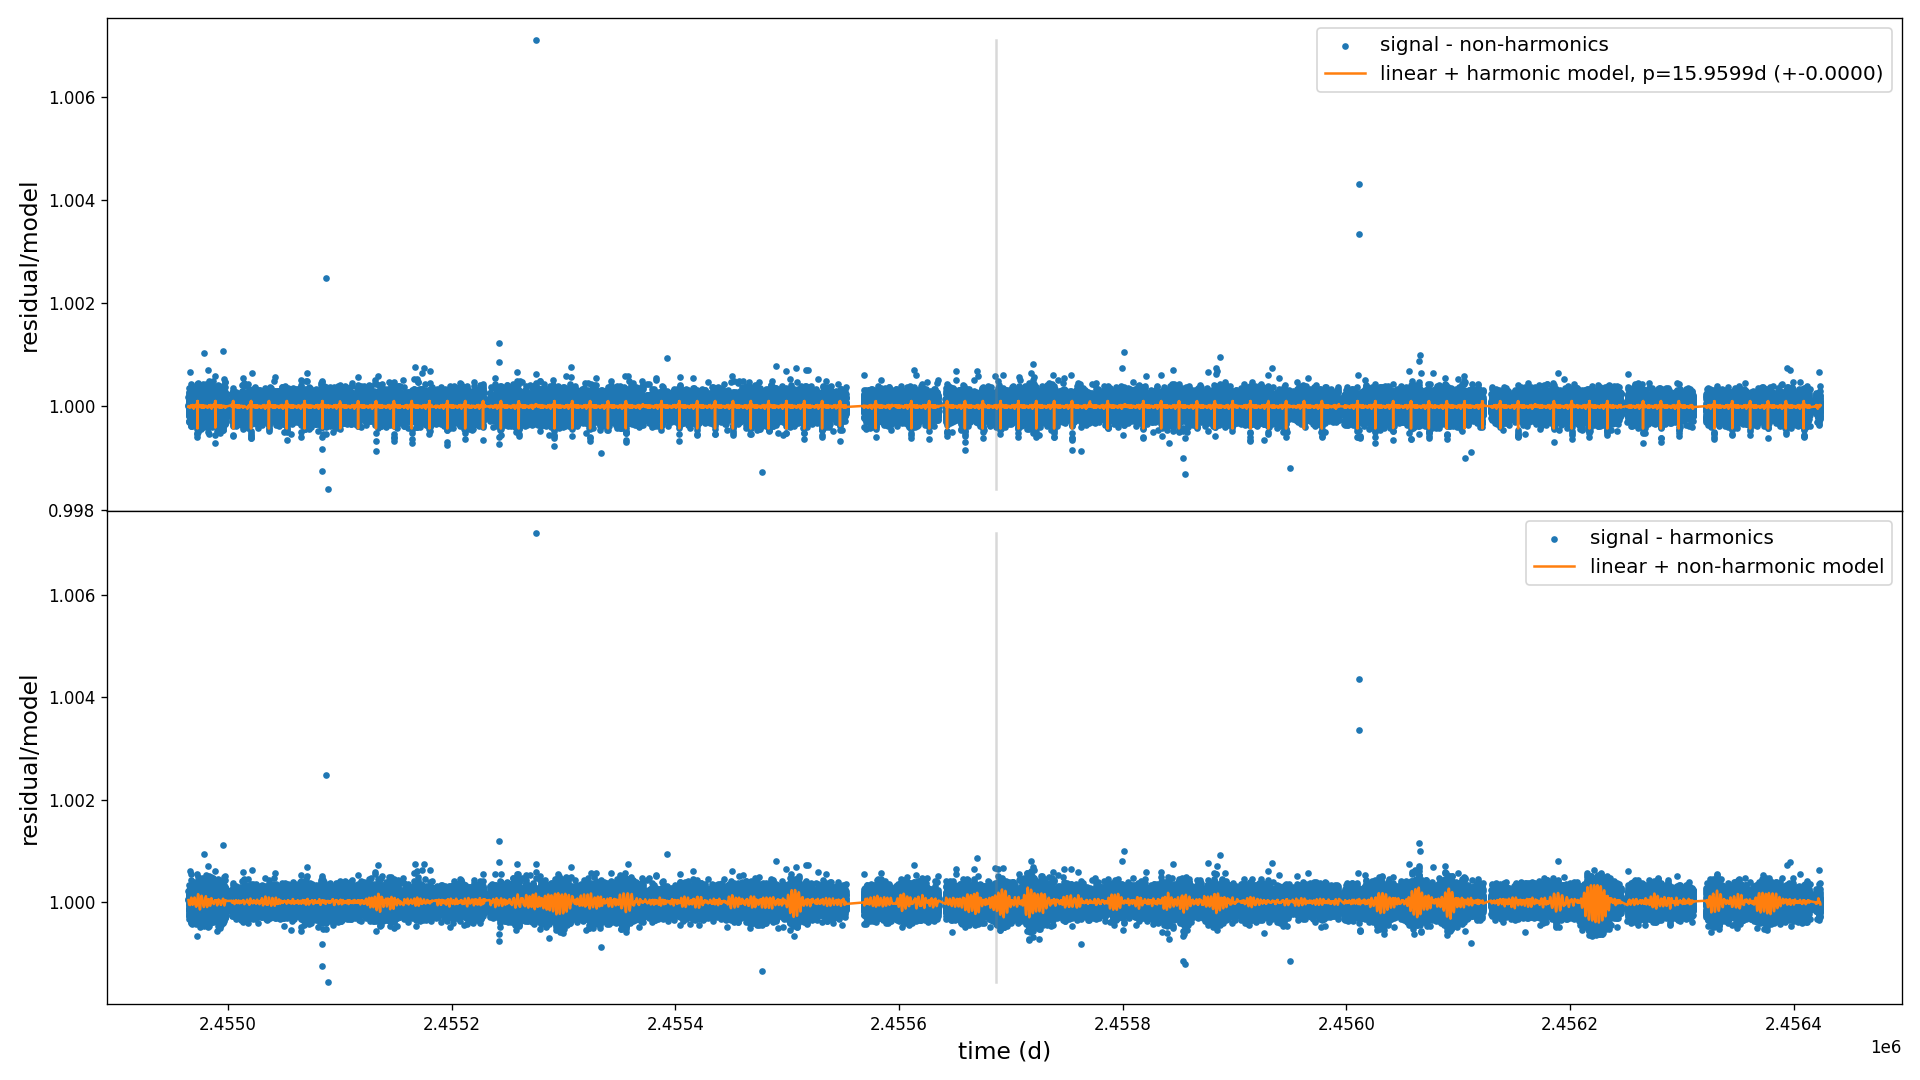 signal - non-harmonics
linear + harmonic model, p=15.9599d (+-0.0000)
residual/model
1.006
1.004
1.002
1.000
0.998
signal - harmonics
linear + non-harmonic model
residual/model
1.006
1.004
1.002
1.000
2.4550
2.4552
2.4554
2.4556
2.4558
2.4560
2.4562
2.4564
time (d)
1e6